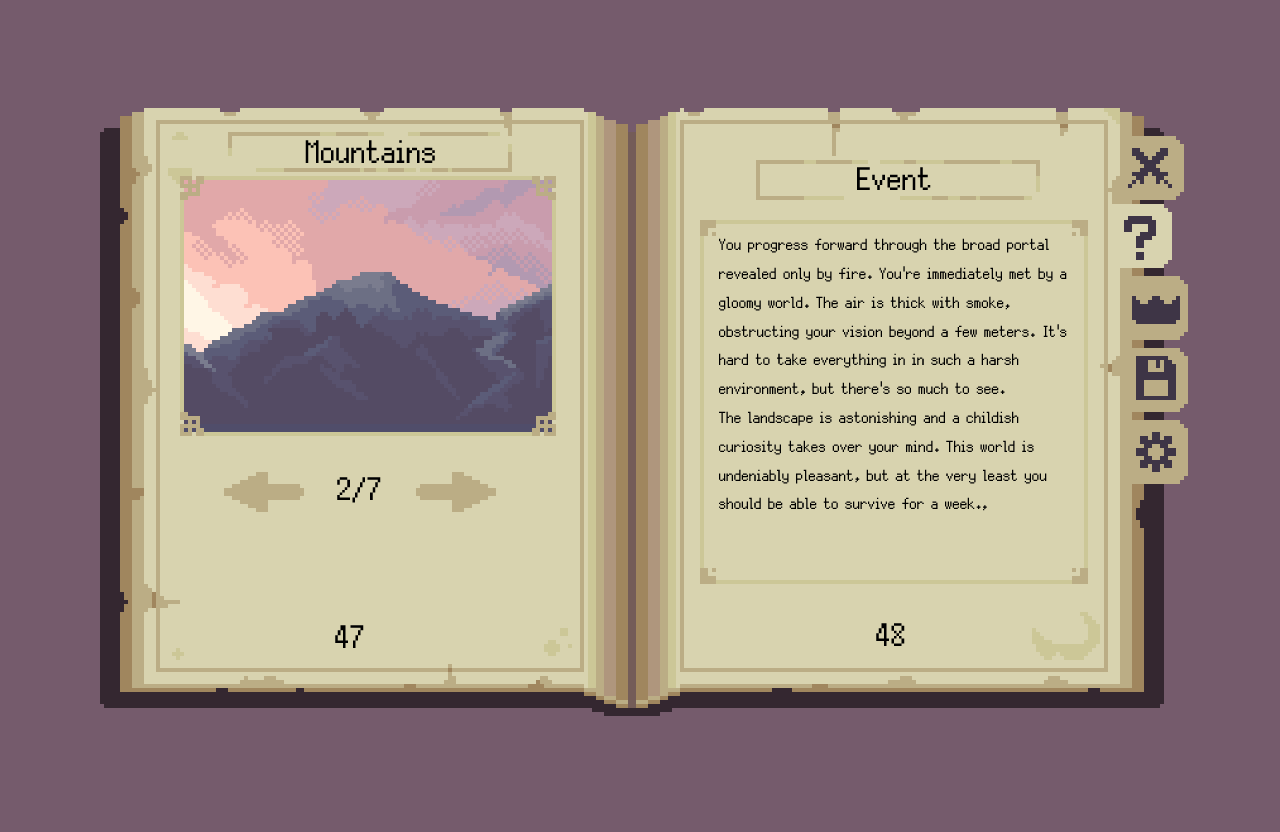 Mountains
2/7
47
Event
You progress forward through the broad portal
revealed only by fire. You're immediately met by a
gloomy world. The air is thick with smoke,
obstructing your vision beyond a few meters. It's
hard to take everything in in such a harsh
environment, but there's so much to see.
The landscape is astonishing and a childish
curiosity takes over your mind. This world is
undeniably pleasant, but at the very least you
should be able to survive for a week.,
48
?